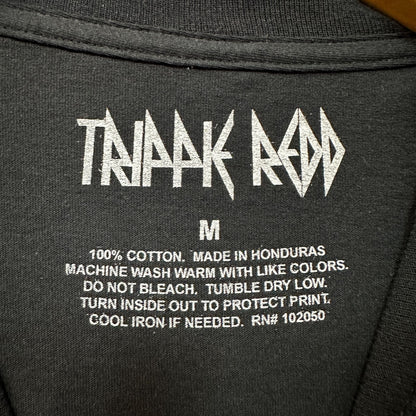 TRIPPIE REDD
M
100% COTTON. MADE IN HONDURAS
MACHINE WASH WARM WITH LIKE COLORS.
DO NOT BLEACH. TUMBLE DRY LOW.
TURN INSIDE OUT TO PROTECT PRINT.
COOL IRON IF NEEDED. RN# 102050